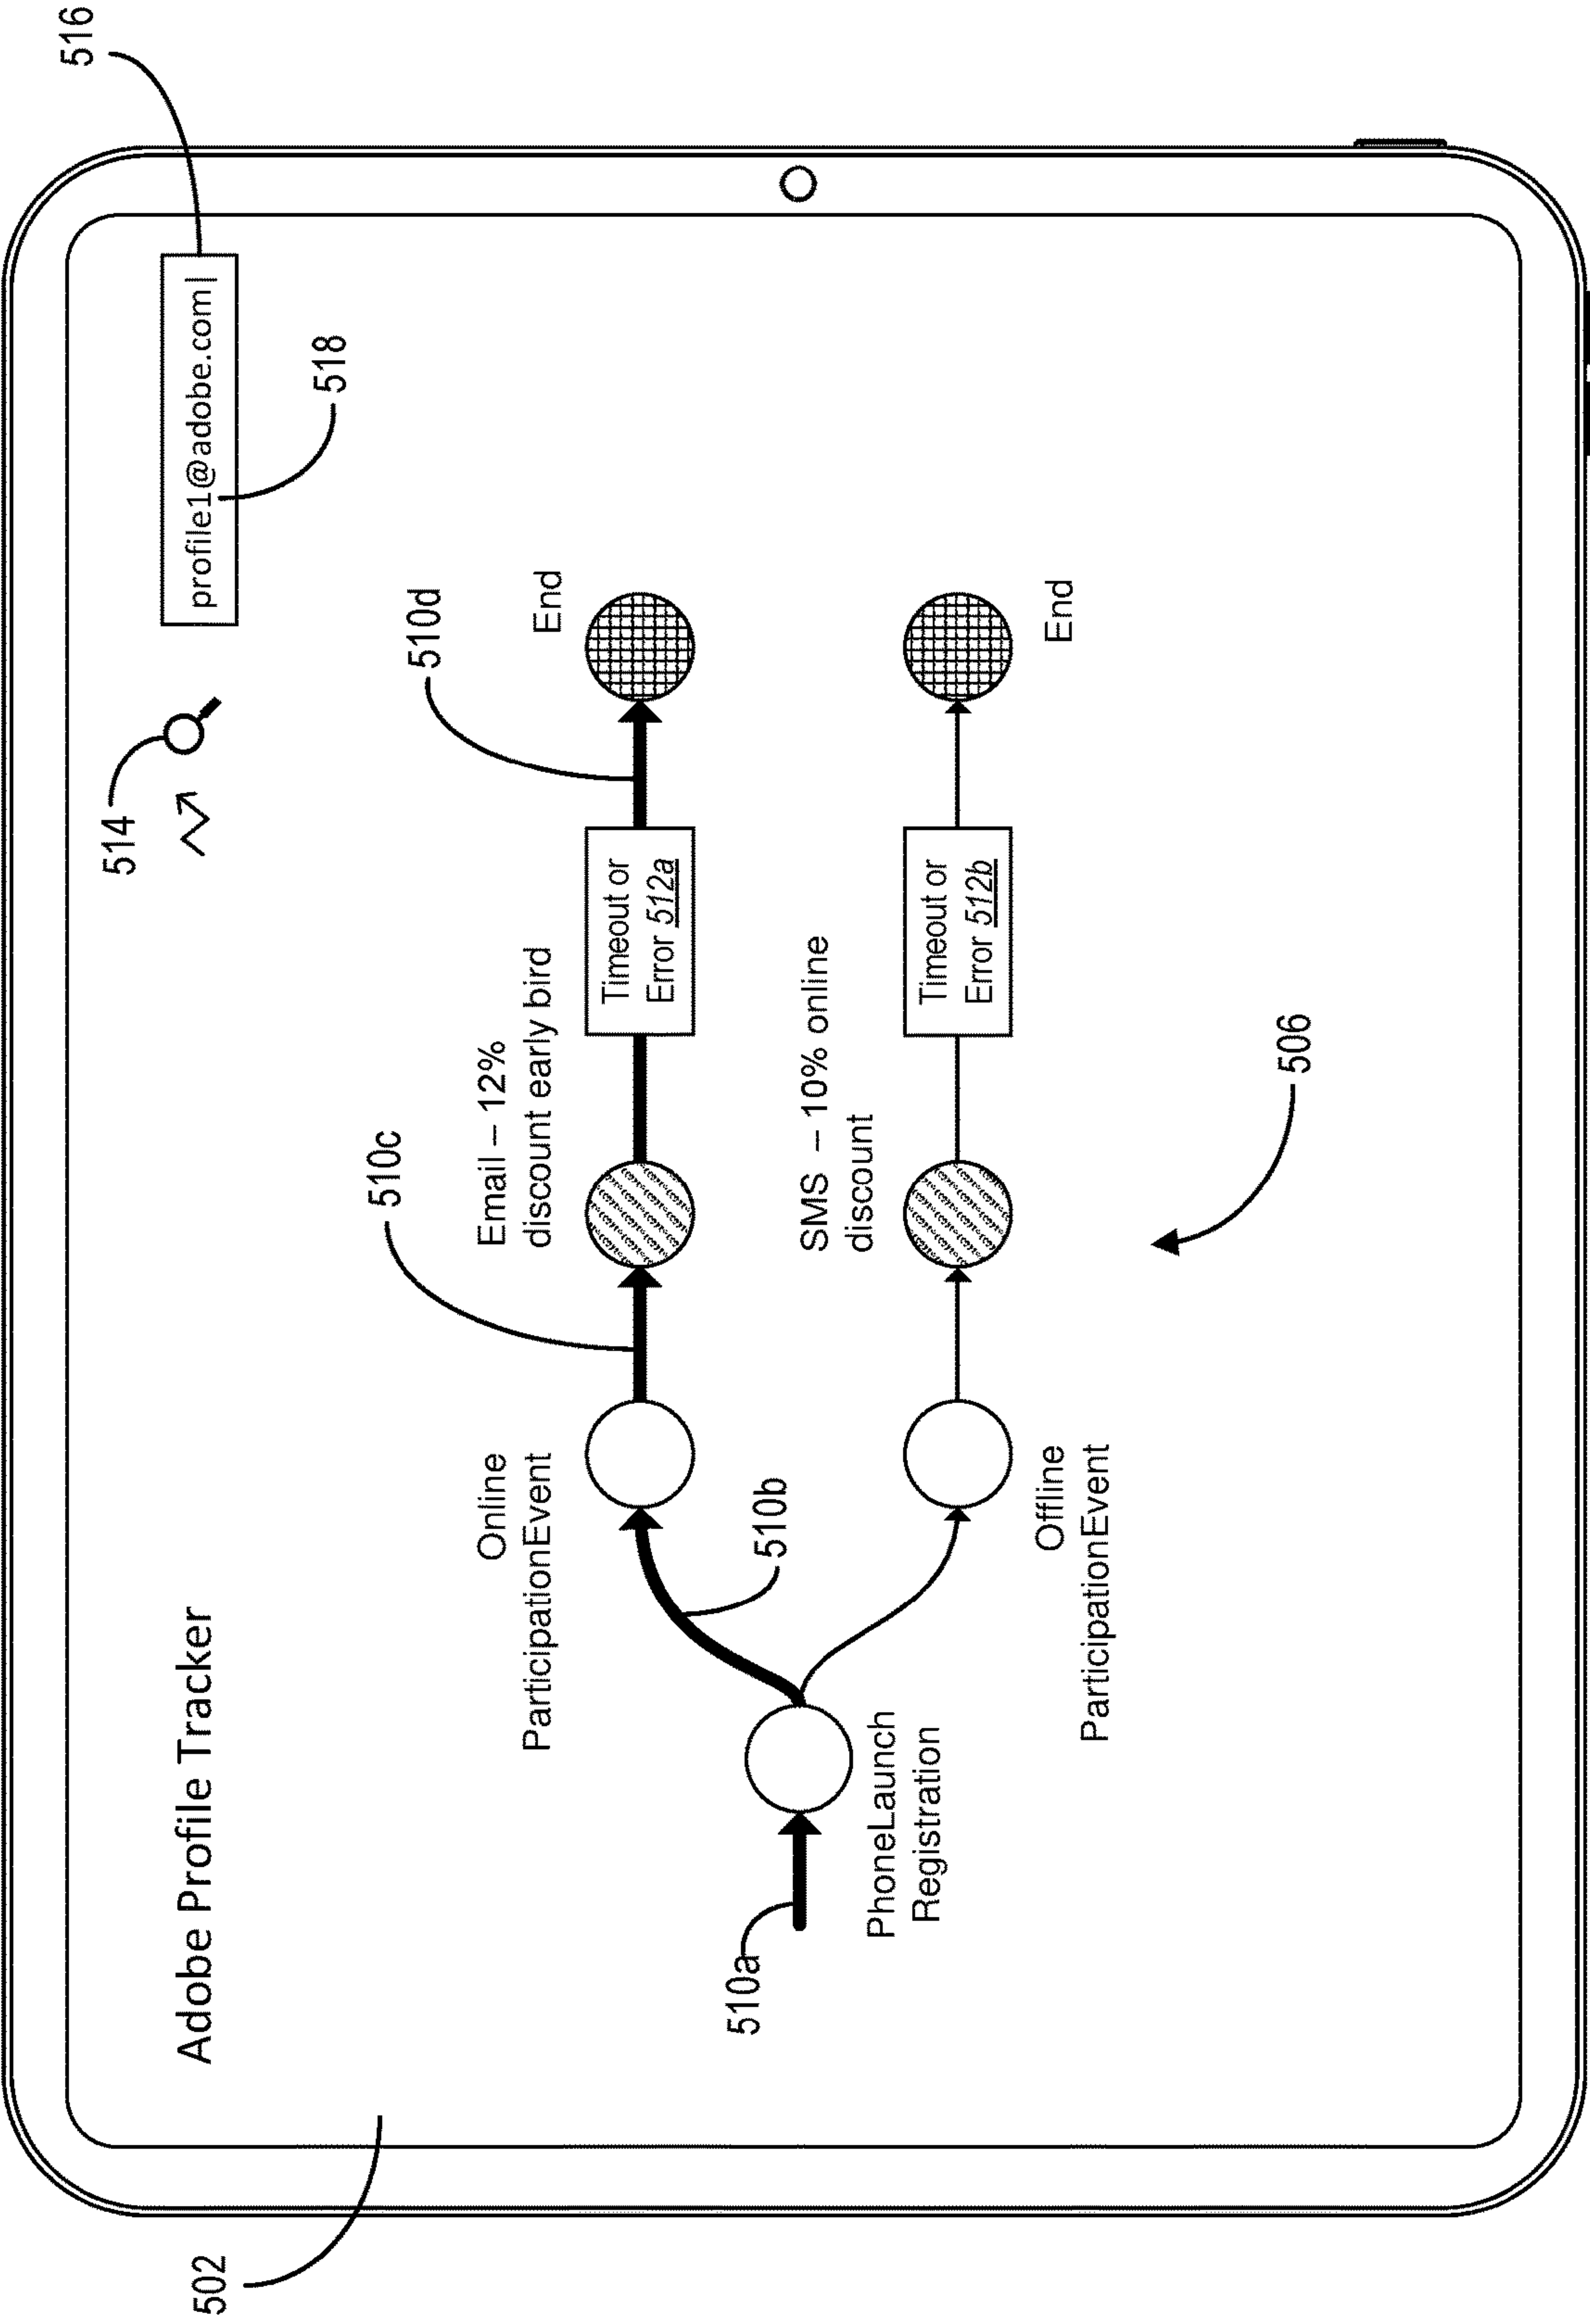 502
Adobe Profile Tracker
514
516
profile1@adobe.com|
518
510a
PhoneLaunch
Registration
510b
Online
ParticipationEvent
510c
Email – 12%
discount early bird
Timeout or
Error 512a
510d
End
Offline
ParticipationEvent
SMS – 10% online
discount
Timeout or
Error 512b
End
506